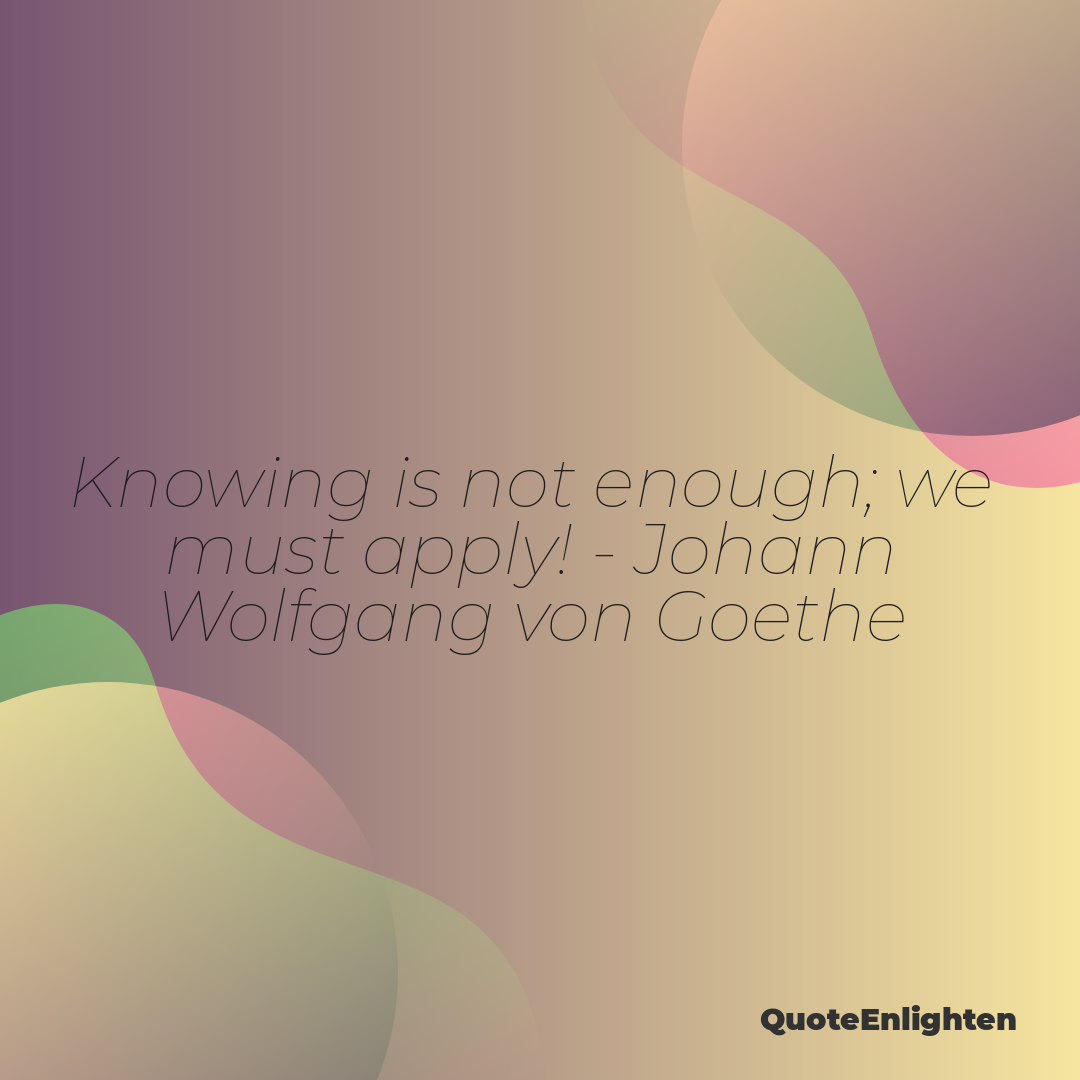 Knowing is not enough; we
must apply! - Johann
Wolfgang von Goethe
QuoteEnlighten